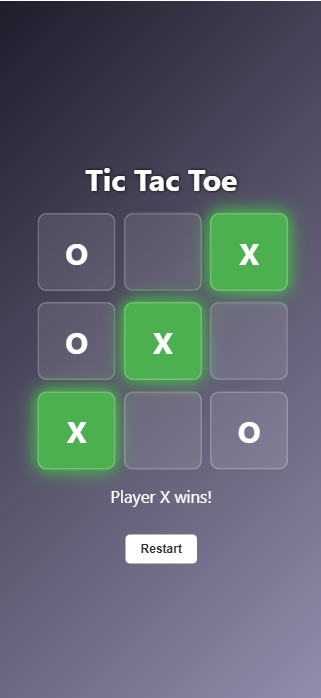 Tic Tac Toe
O X
O X
X O
Player X wins!
Restart